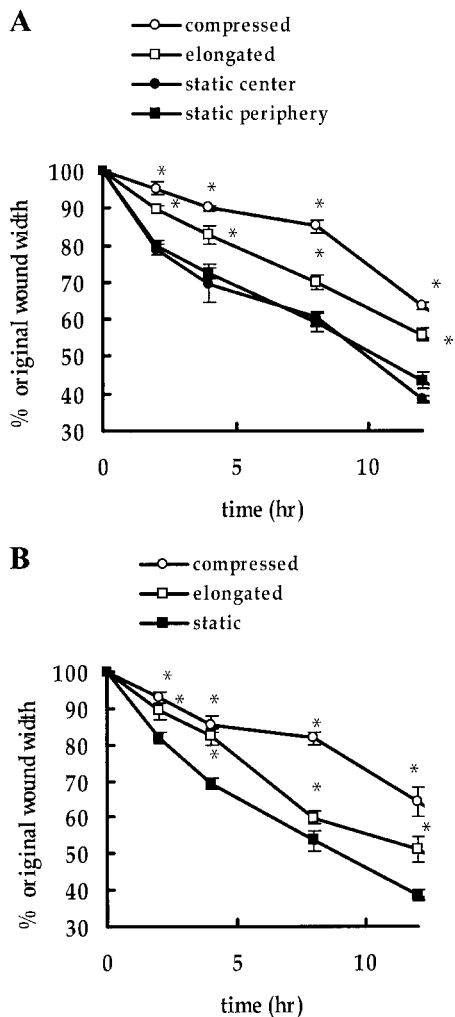 A
compressed
elongated
static center
static periphery
% original wound width
100
90
80
70
60
50
40
30
* * * * * * * *
0 5 10
time (hr)
B
compressed
elongated
static
% original wound width
100
90
80
70
60
50
40
30
* * * * * * * *
0 5 10
time (hr)